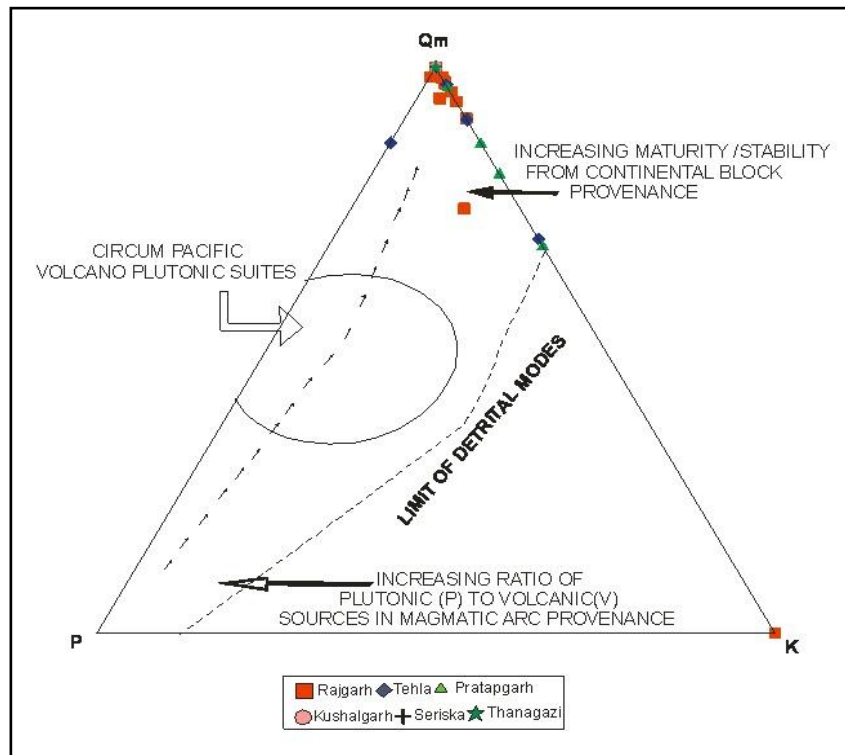 Qm
INCREASING MATURITY /STABILITY
FROM CONTINENTAL BLOCK
PROVENANCE
CIRCUM PACIFIC
VOLCANO PLUTONIC SUITES
LIMIT OF DETRITAL MODES
INCREASING RATIO OF
PLUTONIC (P) TO VOLCANIC(V)
SOURCES IN MAGMATIC ARC PROVENANCE
P
K
Rajgarh Tehla Pratapgarh
Kushalgarh Seriska Thanagazi